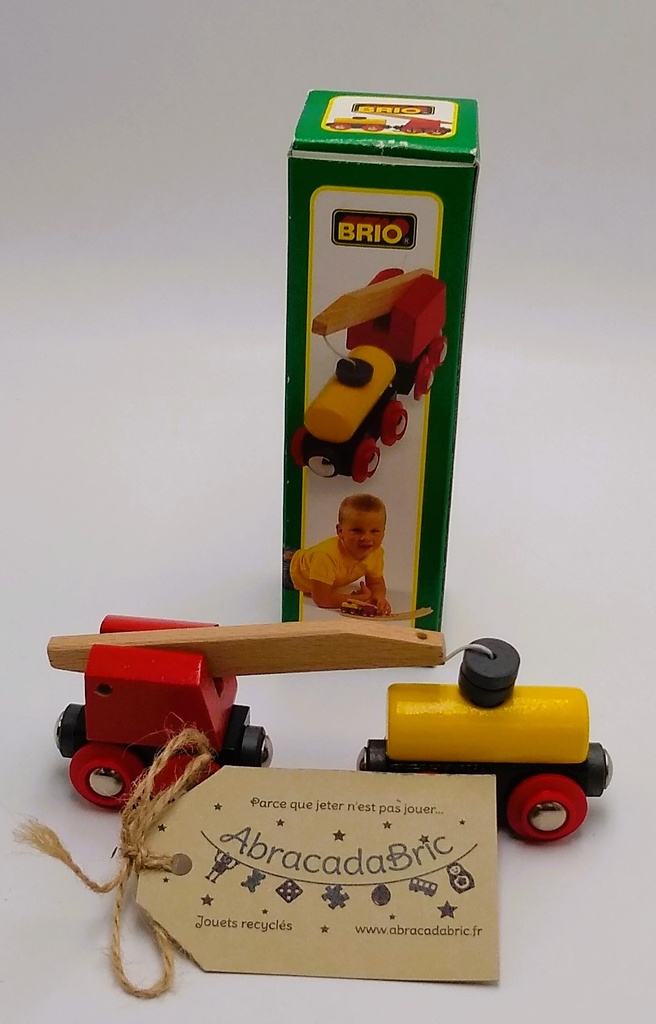 BRIO
BRIO
Parce que jeter n'est pas jouer...
AbracadaBric
Jouets recyclés
www.abracadabric.fr